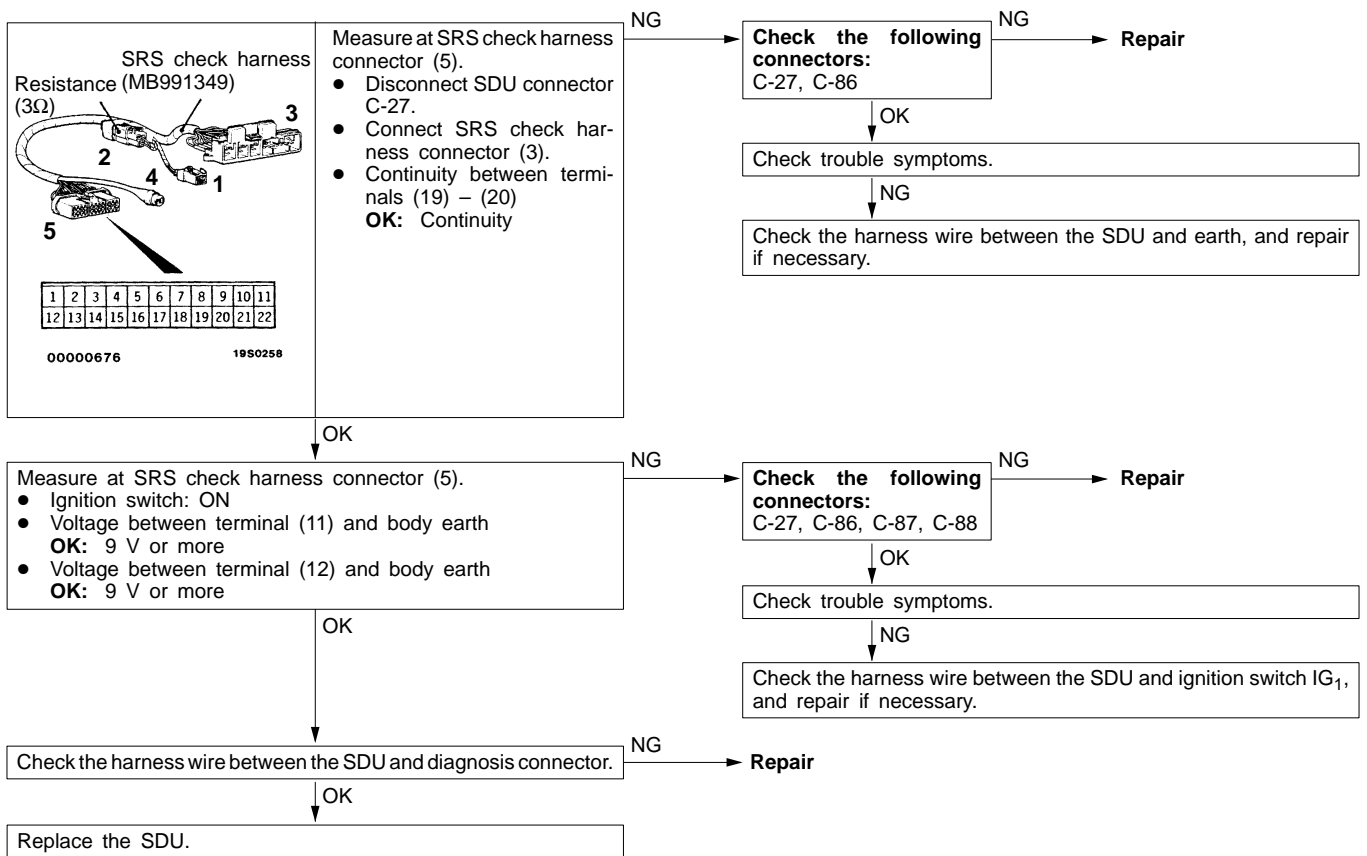 SRS check harness
Resistance (MB991349)
(3Ω)
3
2
4
1
5
1 2 3 4 5 6 7 8 9 10 11
12 13 14 15 16 17 18 19 20 21 22
00000676
19S0258
Measure at SRS check harness
connector (5).
● Disconnect SDU connector
C-27.
● Connect SRS check har-
ness connector (3).
● Continuity between termi-
nals (19) – (20)
OK: Continuity
NG
Check the following
connectors:
C-27, C-86
NG
Repair
OK
Check trouble symptoms.
NG
Check the harness wire between the SDU and earth, and repair
if necessary.
OK
Measure at SRS check harness connector (5).
● Ignition switch: ON
● Voltage between terminal (11) and body earth
OK: 9 V or more
● Voltage between terminal (12) and body earth
OK: 9 V or more
NG
Check the following
connectors:
C-27, C-86, C-87, C-88
NG
Repair
OK
Check trouble symptoms.
NG
Check the harness wire between the SDU and ignition switch IG1,
and repair if necessary.
OK
Check the harness wire between the SDU and diagnosis connector.
NG
Repair
OK
Replace the SDU.